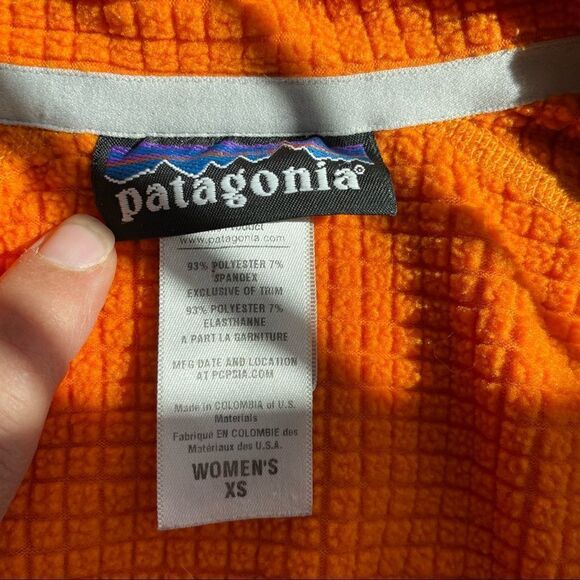 patagonia®
www.patagonia.com
93% POLYESTER 7%
SPANDEX
EXCLUSIVE OF TRIM
93% POLYESTER 7%
ELASTHANNE
A PART LA GARNITURE
MFG DATE AND LOCATION
AT PCPSIA.COM
Made in COLOMBIA of U.S.
Materials
Fabriqué EN COLOMBIE des
Matériaux des U.S.A.
WOMEN'S
XS